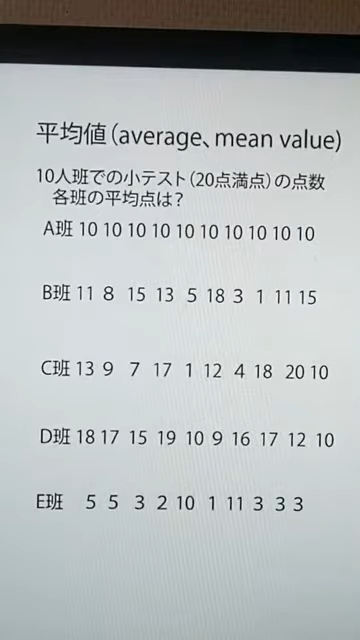 平均値（average、mean value）
10人班での小テスト（20点満点）の点数
各班の平均点は？
A班 10 10 10 10 10 10 10 10 10 10
B班 11 8 15 13 5 18 3 1 11 15
C班 13 9 7 17 1 12 4 18 20 10
D班 18 17 15 19 10 9 16 17 12 10
E班 5 5 3 2 10 1 11 3 3 3